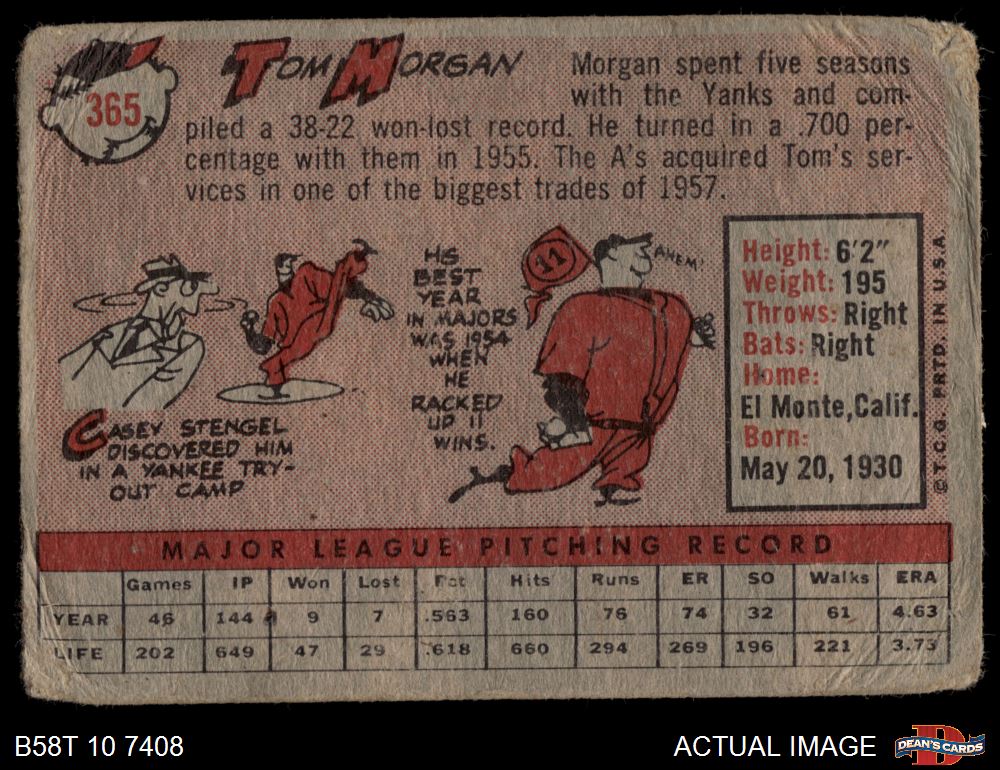 365
TOM MORGAN
Morgan spent five seasons
with the Yanks and com-
piled a 38-22 won-lost record. He turned in a .700 per-
centage with them in 1955. The A's acquired Tom's ser-
vices in one of the biggest trades of 1957.
CASEY STENGEL
DISCOVERED HIM
IN A YANKEE TRY-
OUT CAMP
HIS
BEST
YEAR
IN MAJORS
WAS 1954
WHEN
HE
RACKED
UP 11
WINS.
11
AHEM!
Height: 6'2"
Weight: 195
Throws: Right
Bats: Right
Home:
El Monte, Calif.
Born:
May 20, 1930
© T.C.G. PRTD. IN U.S.A.
MAJOR LEAGUE PITCHING RECORD
Games IP Won Lost Pct Hits Runs ER SO Walks ERA
YEAR 46 144 9 7 .563 160 76 74 32 61 4.63
LIFE 202 649 47 29 .618 660 294 269 196 221 3.73
B58T 10 7408
ACTUAL IMAGE
D
DEAN'S CARDS